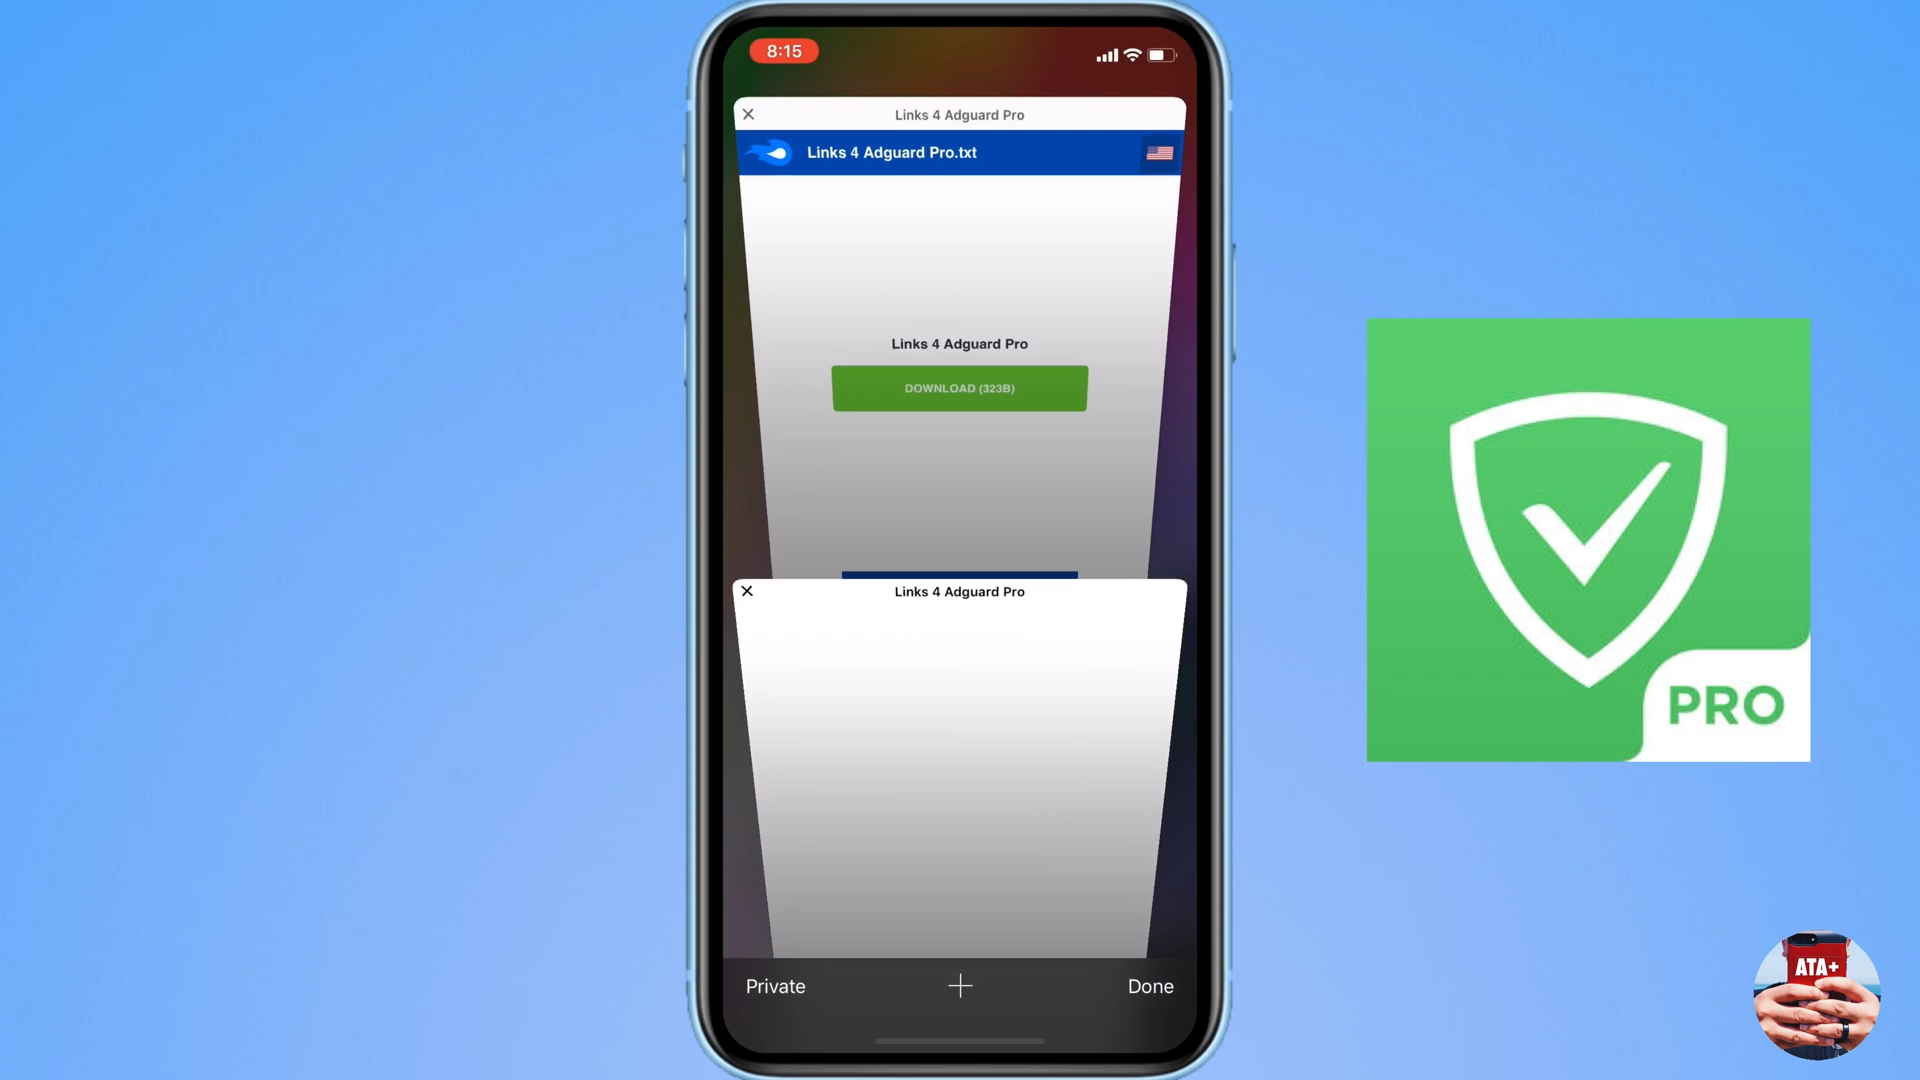 8:15
Links 4 Adguard Pro
Links 4 Adguard Pro.txt
Links 4 Adguard Pro
DOWNLOAD (323B)
Links 4 Adguard Pro
Private
Done
PRO
ATA+